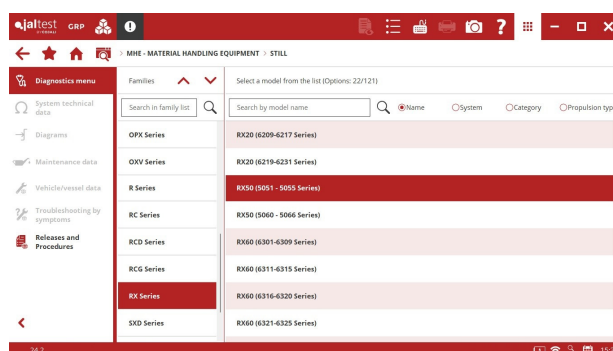 jaltest GRP
> MHE - MATERIAL HANDLING EQUIPMENT > STILL
Diagnostics menu
System technical data
Diagrams
Maintenance data
Vehicle/vessel data
Troubleshooting by symptoms
Releases and Procedures
Families
Search in family list
OPX Series
OXV Series
R Series
RC Series
RCD Series
RCG Series
RX Series
SXD Series
Select a model from the list (Options: 22/121)
Search by model name
Name
System
Category
Propulsion typ
RX20 (6209-6217 Series)
RX20 (6219-6231 Series)
RX50 (5051 - 5055 Series)
RX50 (5060 - 5066 Series)
RX60 (6301-6309 Series)
RX60 (6311-6315 Series)
RX60 (6316-6320 Series)
RX60 (6321-6325 Series)
24.2